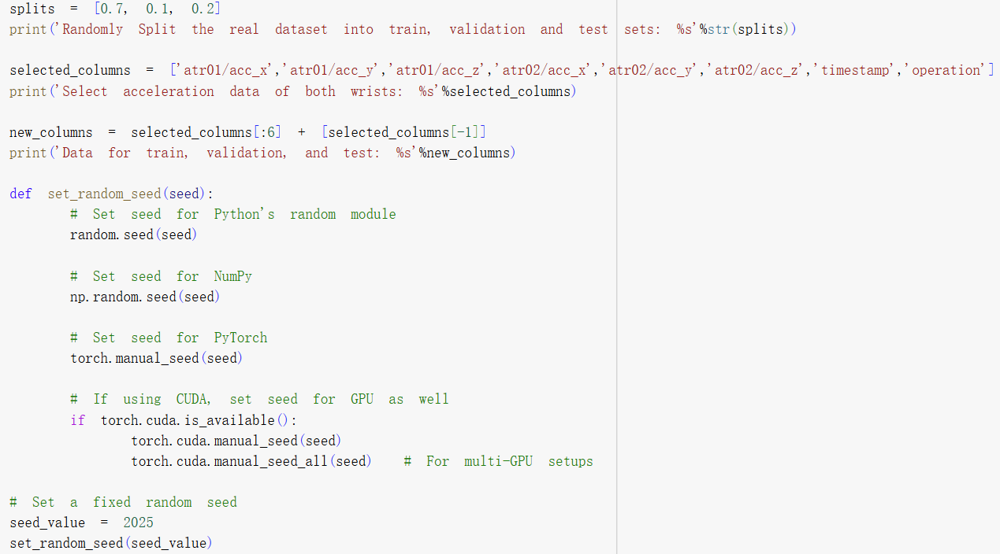 splits = [0.7, 0.1, 0.2]
print('Randomly Split the real dataset into train, validation and test sets: %s'%str(splits))
selected_columns = ['atr01/acc_x','atr01/acc_y','atr01/acc_z','atr02/acc_x','atr02/acc_y','atr02/acc_z','timestamp','operation']
print('Select acceleration data of both wrists: %s'%selected_columns)
new_columns = selected_columns[:6] + [selected_columns[-1]]
print('Data for train, validation, and test: %s'%new_columns)
def set_random_seed(seed):
    # Set seed for Python's random module
    random.seed(seed)
    # Set seed for NumPy
    np.random.seed(seed)
    # Set seed for PyTorch
    torch.manual_seed(seed)
    # If using CUDA, set seed for GPU as well
    if torch.cuda.is_available():
        torch.cuda.manual_seed(seed)
        torch.cuda.manual_seed_all(seed)  # For multi-GPU setups
# Set a fixed random seed
seed_value = 2025
set_random_seed(seed_value)